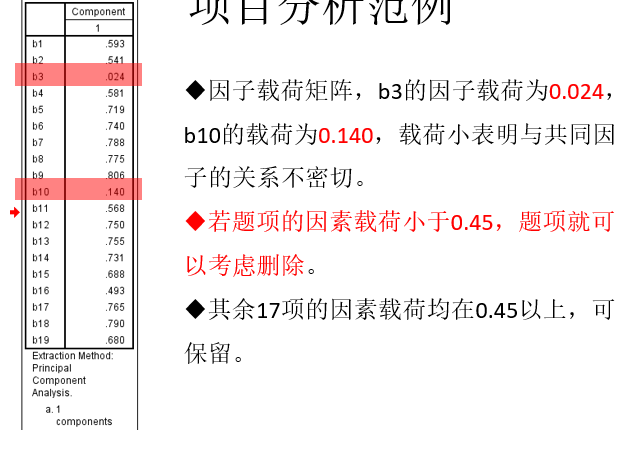 项目分析范例
Component
1
b1 .593
b2 .541
b3 .024
b4 .581
b5 .719
b6 .740
b7 .788
b8 .775
b9 .806
b10 .140
b11 .568
b12 .750
b13 .755
b14 .731
b15 .688
b16 .493
b17 .765
b18 .790
b19 .680
Extraction Method:
Principal
Component
Analysis.
a. 1
components
◆因子载荷矩阵，b3的因子载荷为0.024，
b10的载荷为0.140，载荷小表明与共同因
子的关系不密切。
◆若题项的因素载荷小于0.45，题项就可
以考虑删除。
◆其余17项的因素载荷均在0.45以上，可
保留。